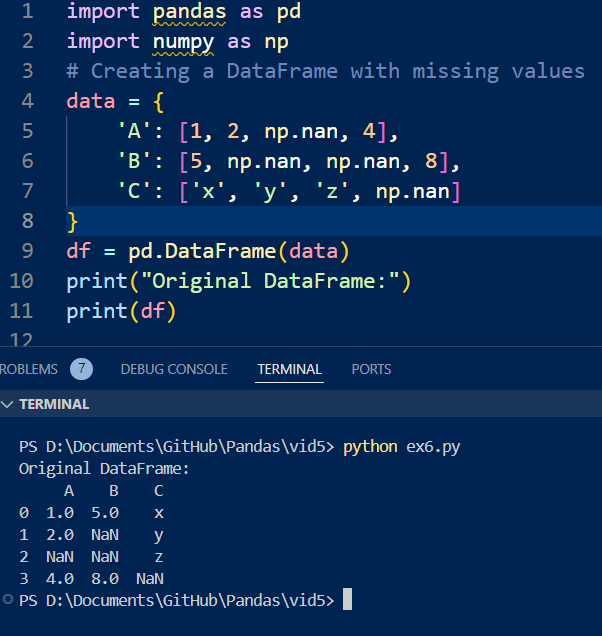 1 import pandas as pd
2 import numpy as np
3 # Creating a DataFrame with missing values
4 data = {
5     'A': [1, 2, np.nan, 4],
6     'B': [5, np.nan, np.nan, 8],
7     'C': ['x', 'y', 'z', np.nan]
8 }
9 df = pd.DataFrame(data)
10 print("Original DataFrame:")
11 print(df)
12
ROBLEMS 7 DEBUG CONSOLE TERMINAL PORTS
TERMINAL
PS D:\Documents\GitHub\Pandas\vid5> python ex6.py
Original DataFrame:
     A    B    C
0  1.0  5.0    x
1  2.0  NaN    y
2  NaN  NaN    z
3  4.0  8.0  NaN
PS D:\Documents\GitHub\Pandas\vid5>